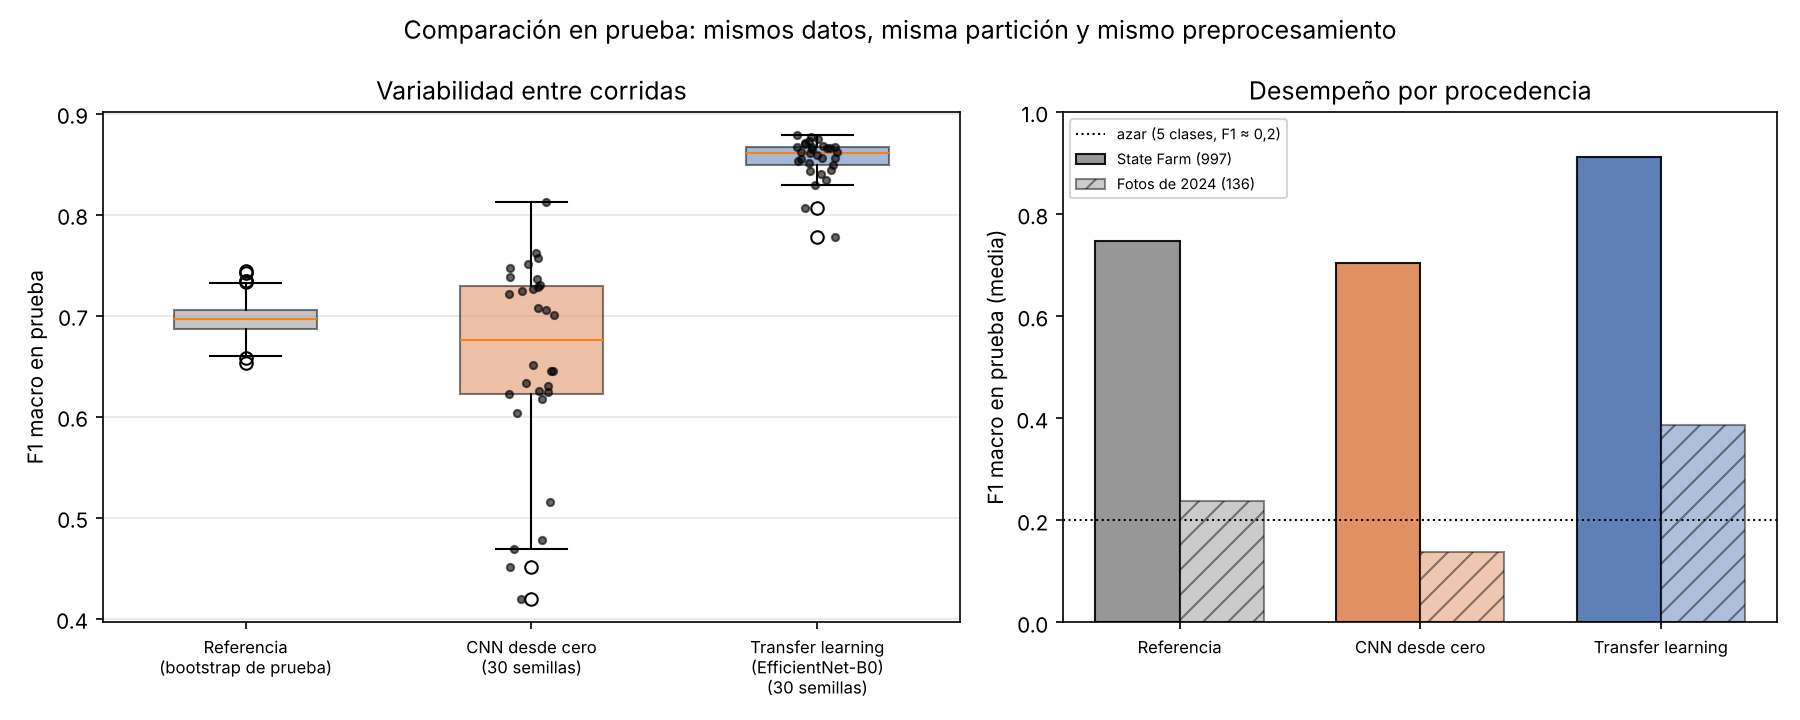 Comparación en prueba: mismos datos, misma partición y mismo preprocesamiento
Variabilidad entre corridas
F1 macro en prueba
0.9
0.8
0.7
0.6
0.5
0.4
Referencia
(bootstrap de prueba)
CNN desde cero
(30 semillas)
Transfer learning
(EfficientNet-B0)
(30 semillas)
Desempeño por procedencia
F1 macro en prueba (media)
1.0
0.8
0.6
0.4
0.2
0.0
azar (5 clases, F1 ≈ 0,2)
State Farm (997)
Fotos de 2024 (136)
Referencia
CNN desde cero
Transfer learning